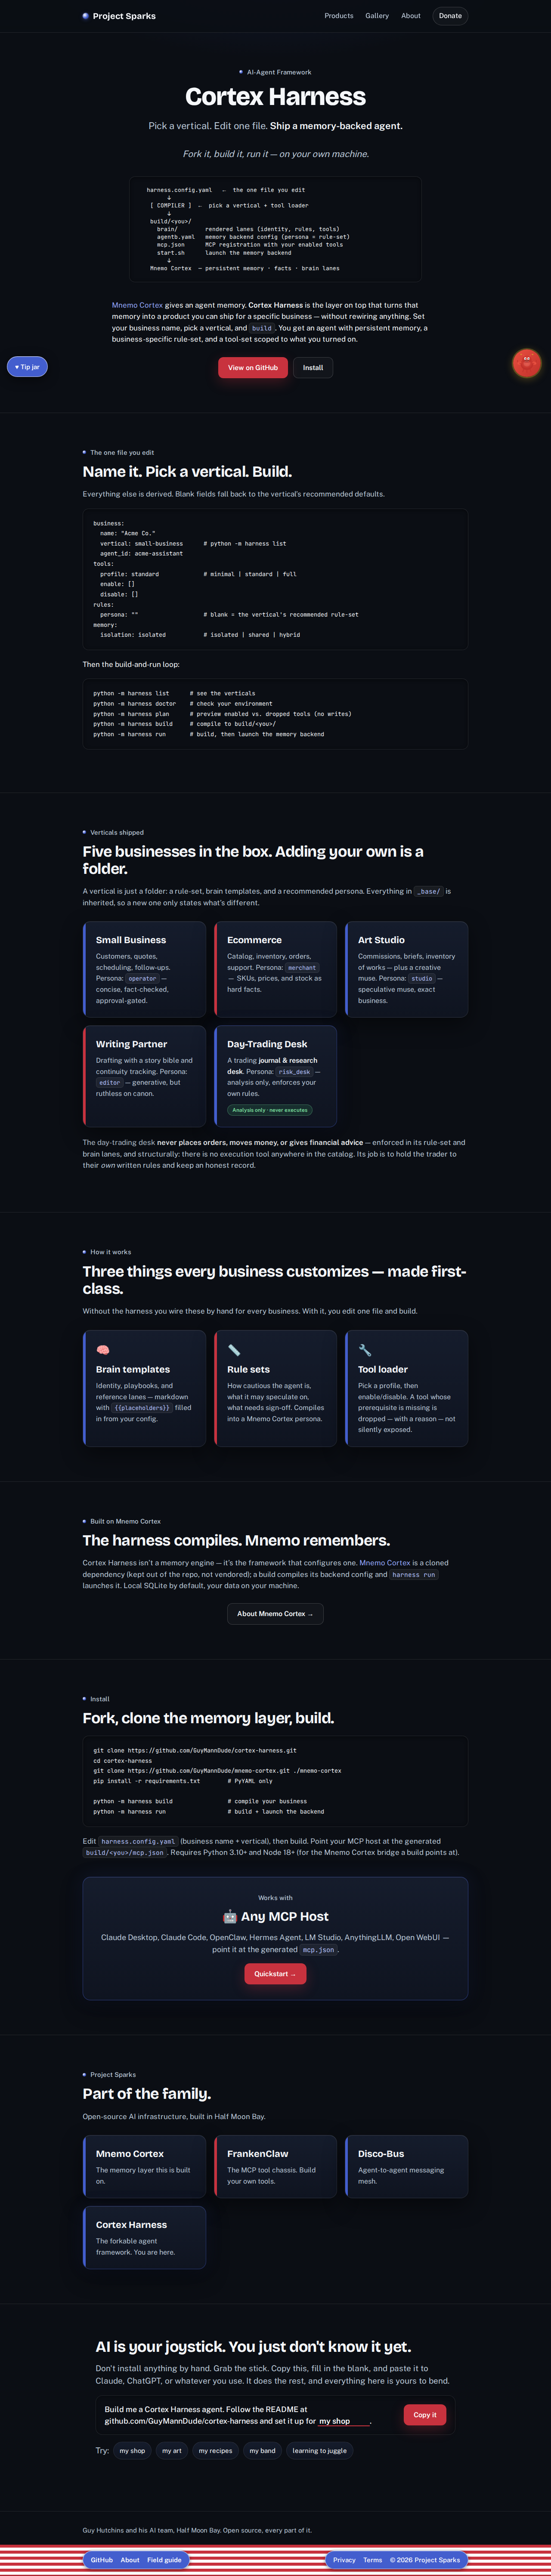 Project Sparks
Products Gallery About Donate
AI-Agent Framework
Cortex Harness
Pick a vertical. Edit one file. Ship a memory-backed agent.
Fork it, build it, run it — on your own machine.
harness.config.yaml ← the one file you edit
↓
[ COMPILER ] ← pick a vertical + tool loader
↓
build/<you>/
brain/ rendered lanes (identity, rules, tools)
agentb.yaml memory backend config (persona = rule-set)
mcp.json MCP registration with your enabled tools
start.sh launch the memory backend
↓
Mnemo Cortex — persistent memory · facts · brain lanes
Mnemo Cortex gives an agent memory. Cortex Harness is the layer on top that turns that
memory into a product you can ship for a specific business — without rewiring anything. Set
your business name, pick a vertical, and build. You get an agent with persistent memory, a
business-specific rule-set, and a tool-set scoped to what you turned on.
♥ Tip jar
View on GitHub Install
The one file you edit
Name it. Pick a vertical. Build.
Everything else is derived. Blank fields fall back to the vertical's recommended defaults.
business:
name: "Acme Co."
vertical: small-business # python -m harness list
agent_id: acme-assistant
tools:
profile: standard # minimal | standard | full
enable: []
disable: []
rules:
persona: "" # blank = the vertical's recommended rule-set
memory:
isolation: isolated # isolated | shared | hybrid
Then the build-and-run loop:
python -m harness list # see the verticals
python -m harness doctor # check your environment
python -m harness plan # preview enabled vs. dropped tools (no writes)
python -m harness build # compile to build/<you>/
python -m harness run # build, then launch the memory backend
Verticals shipped
Five businesses in the box. Adding your own is a
folder.
A vertical is just a folder: a rule-set, brain templates, and a recommended persona. Everything in _base/ is
inherited, so a new one only states what's different.
Small Business
Customers, quotes,
scheduling, follow-ups.
Persona: operator —
concise, fact-checked,
approval-gated.
Ecommerce
Catalog, inventory, orders,
support. Persona: merchant
— SKUs, prices, and stock as
hard facts.
Art Studio
Commissions, briefs, inventory
of works — plus a creative
muse. Persona: studio —
speculative muse, exact
business.
Writing Partner
Drafting with a story bible and
continuity tracking. Persona:
editor — generative, but
ruthless on canon.
Day-Trading Desk
A trading journal & research
desk. Persona: risk_desk —
analysis only, enforces your
own rules.
Analysis only · never executes
The day-trading desk never places orders, moves money, or gives financial advice — enforced in its rule-set and
brain lanes, and structurally: there is no execution tool anywhere in the catalog. Its job is to hold the trader to
their own written rules and keep an honest record.
How it works
Three things every business customizes — made first-
class.
Without the harness you wire these by hand for every business. With it, you edit one file and build.
Brain templates
Identity, playbooks, and
reference lanes — markdown
with {{placeholders}} filled
in from your config.
Rule sets
How cautious the agent is,
what it may speculate on,
what needs sign-off. Compiles
into a Mnemo Cortex persona.
Tool loader
Pick a profile, then
enable/disable. A tool whose
prerequisite is missing is
dropped — with a reason — not
silently exposed.
Built on Mnemo Cortex
The harness compiles. Mnemo remembers.
Cortex Harness isn't a memory engine — it's the framework that configures one. Mnemo Cortex is a cloned
dependency (kept out of the repo, not vendored); a build compiles its backend config and harness run
launches it. Local SQLite by default, your data on your machine.
About Mnemo Cortex →
Install
Fork, clone the memory layer, build.
git clone https://github.com/GuyMannDude/cortex-harness.git
cd cortex-harness
git clone https://github.com/GuyMannDude/mnemo-cortex.git ./mnemo-cortex
pip install -r requirements.txt # PyYAML only
python -m harness build # compile your business
python -m harness run # build + launch the backend
Edit harness.config.yaml (business name + vertical), then build. Point your MCP host at the generated
build/<you>/mcp.json. Requires Python 3.10+ and Node 18+ (for the Mnemo Cortex bridge a build points at).
Works with
Any MCP Host
Claude Desktop, Claude Code, OpenClaw, Hermes Agent, LM Studio, AnythingLLM, Open WebUI —
point it at the generated mcp.json.
Quickstart →
Project Sparks
Part of the family.
Open-source AI infrastructure, built in Half Moon Bay.
Mnemo Cortex
The memory layer this is built
on.
FrankenClaw
The MCP tool chassis. Build
your own tools.
Disco-Bus
Agent-to-agent messaging
mesh.
Cortex Harness
The forkable agent
framework. You are here.
AI is your joystick. You just don't know it yet.
Don't install anything by hand. Grab the stick. Copy this, fill in the blank, and paste it to
Claude, ChatGPT, or whatever you use. It does the rest, and everything here is yours to bend.
Build me a Cortex Harness agent. Follow the README at
github.com/GuyMannDude/cortex-harness and set it up for my shop.
Copy it
Try: my shop my art my recipes my band learning to juggle
Guy Hutchins and his AI team, Half Moon Bay. Open source, every part of it.
GitHub About Field guide
Privacy Terms © 2026 Project Sparks